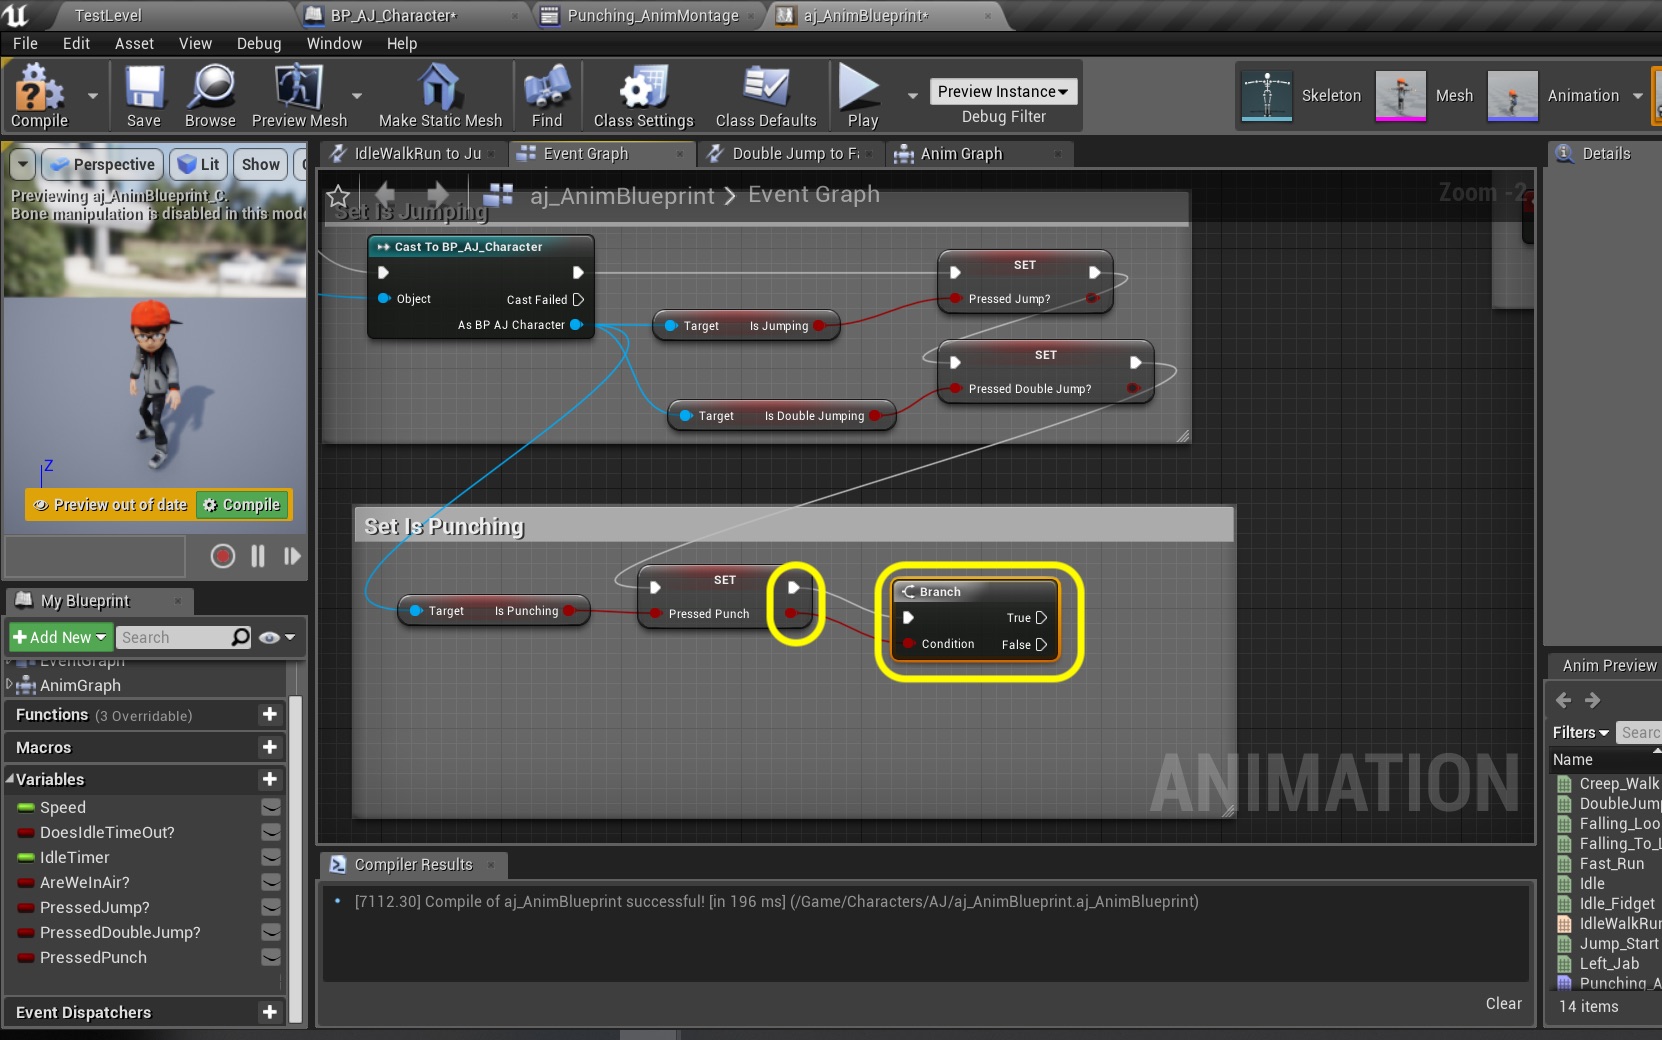 TestLevel
BP_AJ_Character*
Punching_AnimMontage
aj_AnimBlueprint*
File Edit Asset View Debug Window Help
Compile
Save
Browse
Preview Mesh
Make Static Mesh
Find
Class Settings
Class Defaults
Play
Preview Instance
Debug Filter
Skeleton
Mesh
Animation
Perspective
Lit
Show
Previewing aj_AnimBlueprint_C.
Bone manipulation is disabled in this mode
Z
Preview out of date
Compile
IdleWalkRun to Ju
Event Graph
Double Jump to Fa
Anim Graph
aj_AnimBlueprint > Event Graph
Zoom -2
Set Is Jumping
Cast To BP_AJ_Character
Object
Cast Failed
As BP AJ Character
Target Is Jumping
SET
Pressed Jump?
Target Is Double Jumping
SET
Pressed Double Jump?
Set Is Punching
Target Is Punching
SET
Pressed Punch
Branch
True
Condition
False
ANIMATION
My Blueprint
+Add New
Search
EventGraph
AnimGraph
Functions (3 Overridable)
Macros
Variables
Speed
DoesIdleTimeOut?
IdleTimer
AreWeInAir?
PressedJump?
PressedDoubleJump?
PressedPunch
Event Dispatchers
Compiler Results
[7112.30] Compile of aj_AnimBlueprint successful! [in 196 ms] (/Game/Characters/AJ/aj_AnimBlueprint.aj_AnimBlueprint)
Clear
Details
Anim Preview
Filters
Searc
Name
Creep_Walk
DoubleJump
Falling_Loo
Falling_To_L
Fast_Run
Idle
Idle_Fidget
IdleWalkRun
Jump_Start
Left_Jab
Punching_A
14 items